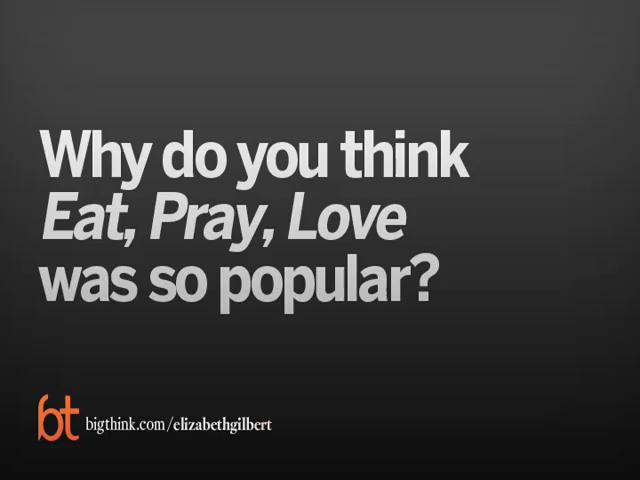 Why do you think
Eat, Pray, Love
was so popular?
bt bigthink.com/elizabethgilbert